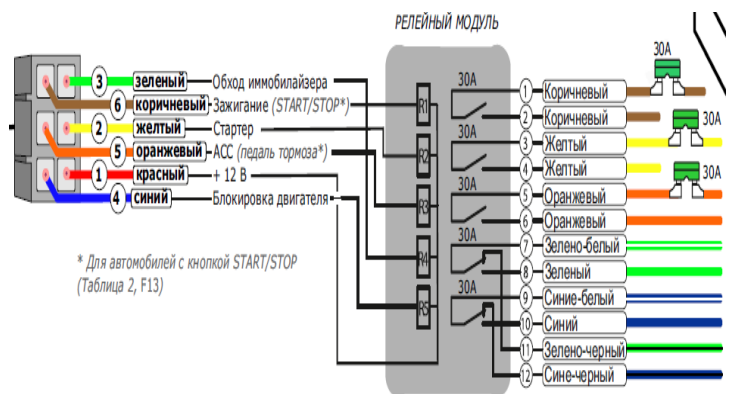 РЕЛЕЙНЫЙ МОДУЛЬ
30А
3 зеленый Обход иммобилайзера
6 коричневый Зажигание (START/STOP*)
2 желтый Стартер
5 оранжевый АСС (педаль тормоза*)
1 красный + 12 В
4 синий Блокировка двигателя
* Для автомобилей с кнопкой START/STOP
(Таблица 2, F13)
R1
R2
R3
R4
R5
30А
30А
30А
30А
30А
1 Коричневый
2 Коричневый
3 Желтый 30А
4 Желтый
5 Оранжевый 30А
6 Оранжевый
7 Зелено-белый
8 Зеленый
9 Синие-белый
10 Синий
11 Зелено-черный
12 Сине-черный